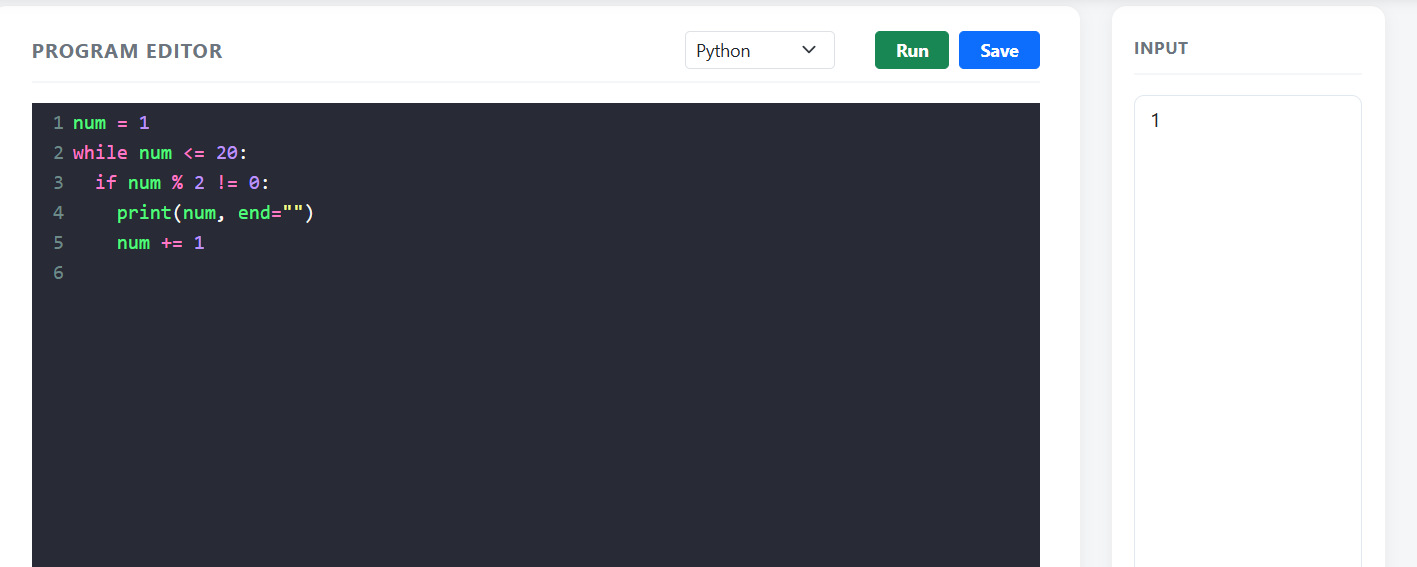 PROGRAM EDITOR
Python
Run
Save
1 num = 1
2 while num <= 20:
3   if num % 2 != 0:
4     print(num, end="")
5     num += 1
6
INPUT
1